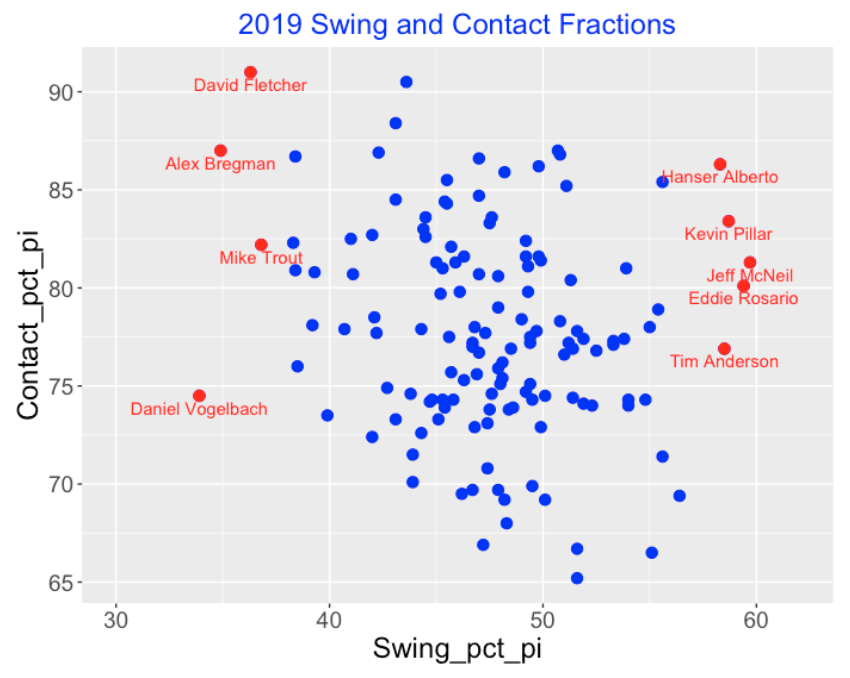 2019 Swing and Contact Fractions
David Fletcher
Alex Bregman
Hanser Alberto
Kevin Pillar
Mike Trout
Jeff McNeil
Eddie Rosario
Tim Anderson
Daniel Vogelbach
Contact_pct_pi
90
85
80
75
70
65
30
40
50
60
Swing_pct_pi